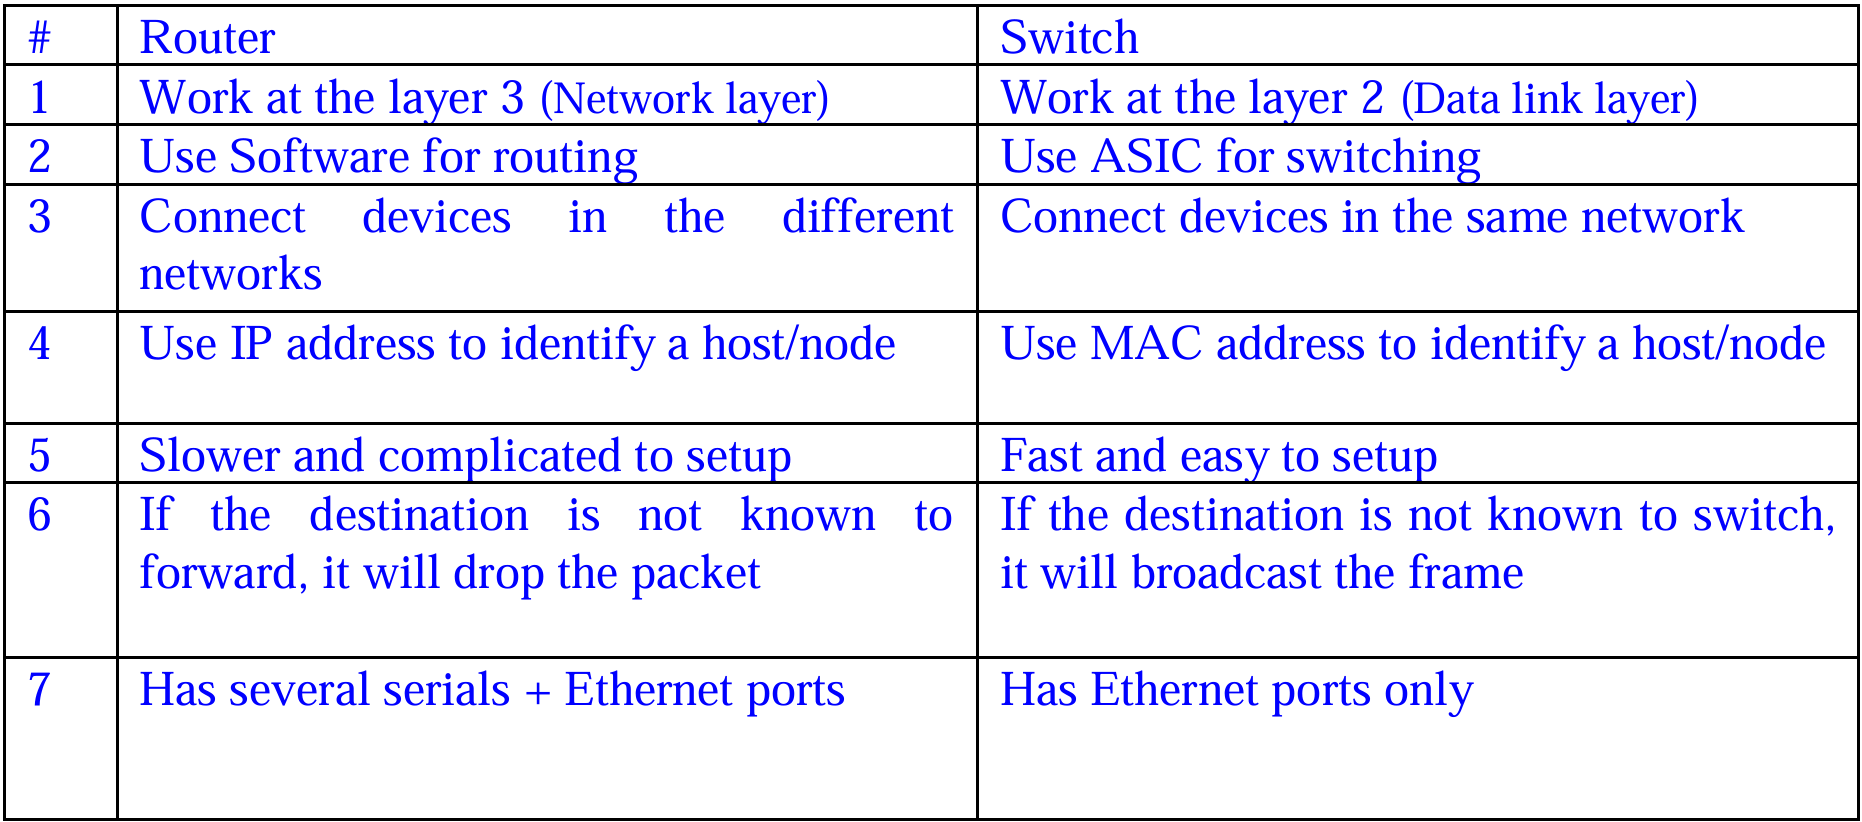 # Router Switch
1 Work at the layer 3 (Network layer) Work at the layer 2 (Data link layer)
2 Use Software for routing Use ASIC for switching
3 Connect devices in the different Connect devices in the same network
networks
4 Use IP address to identify a host/node Use MAC address to identify a host/node
5 Slower and complicated to setup Fast and easy to setup
6 If the destination is not known to If the destination is not known to switch,
forward, it will drop the packet it will broadcast the frame
7 Has several serials + Ethernet ports Has Ethernet ports only